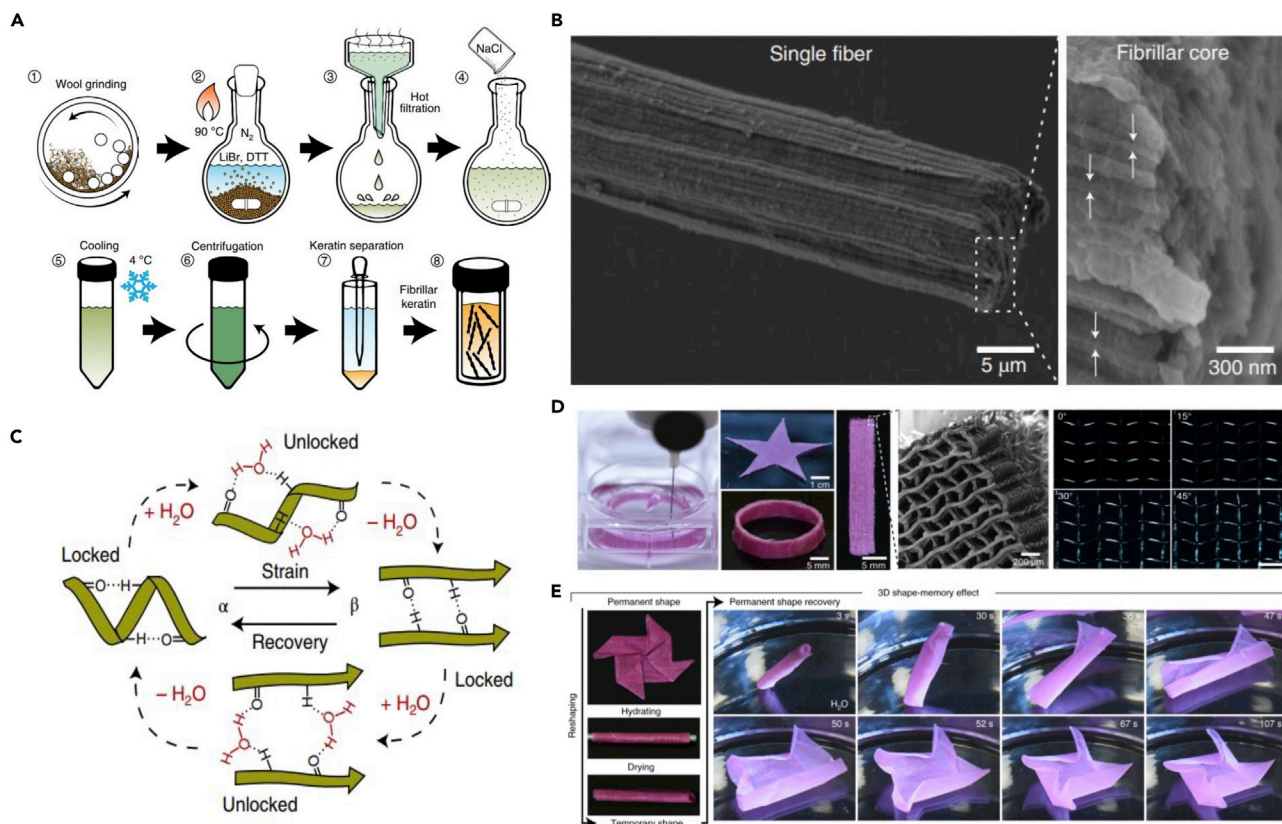 A
①
Wool grinding
②
90 °C
N2
LiBr, DTT
③
Hot
filtration
④
NaCl
⑤
Cooling
4 °C
⑥
Centrifugation
⑦
Keratin separation
⑧
Fibrillar
keratin
B
Single fiber
5 µm
Fibrillar core
300 nm
C
Unlocked
H
O
H
H
O
H
O
H
O
+ H2O
– H2O
Locked
O
H
H
O
Strain
α
β
Recovery
O
H
H
O
Locked
– H2O
+ H2O
O
H
H
O
H
H
O
H
H
O
Unlocked
D
1 cm
5 mm
5 mm
200 µm
0°
15°
30°
45°
E
3D shape-memory effect
Permanent shape
Permanent shape recovery
Reshaping
Hydrating
Drying
Temporary shape
3 s
H2O
30 s
36 s
47 s
50 s
52 s
67 s
107 s